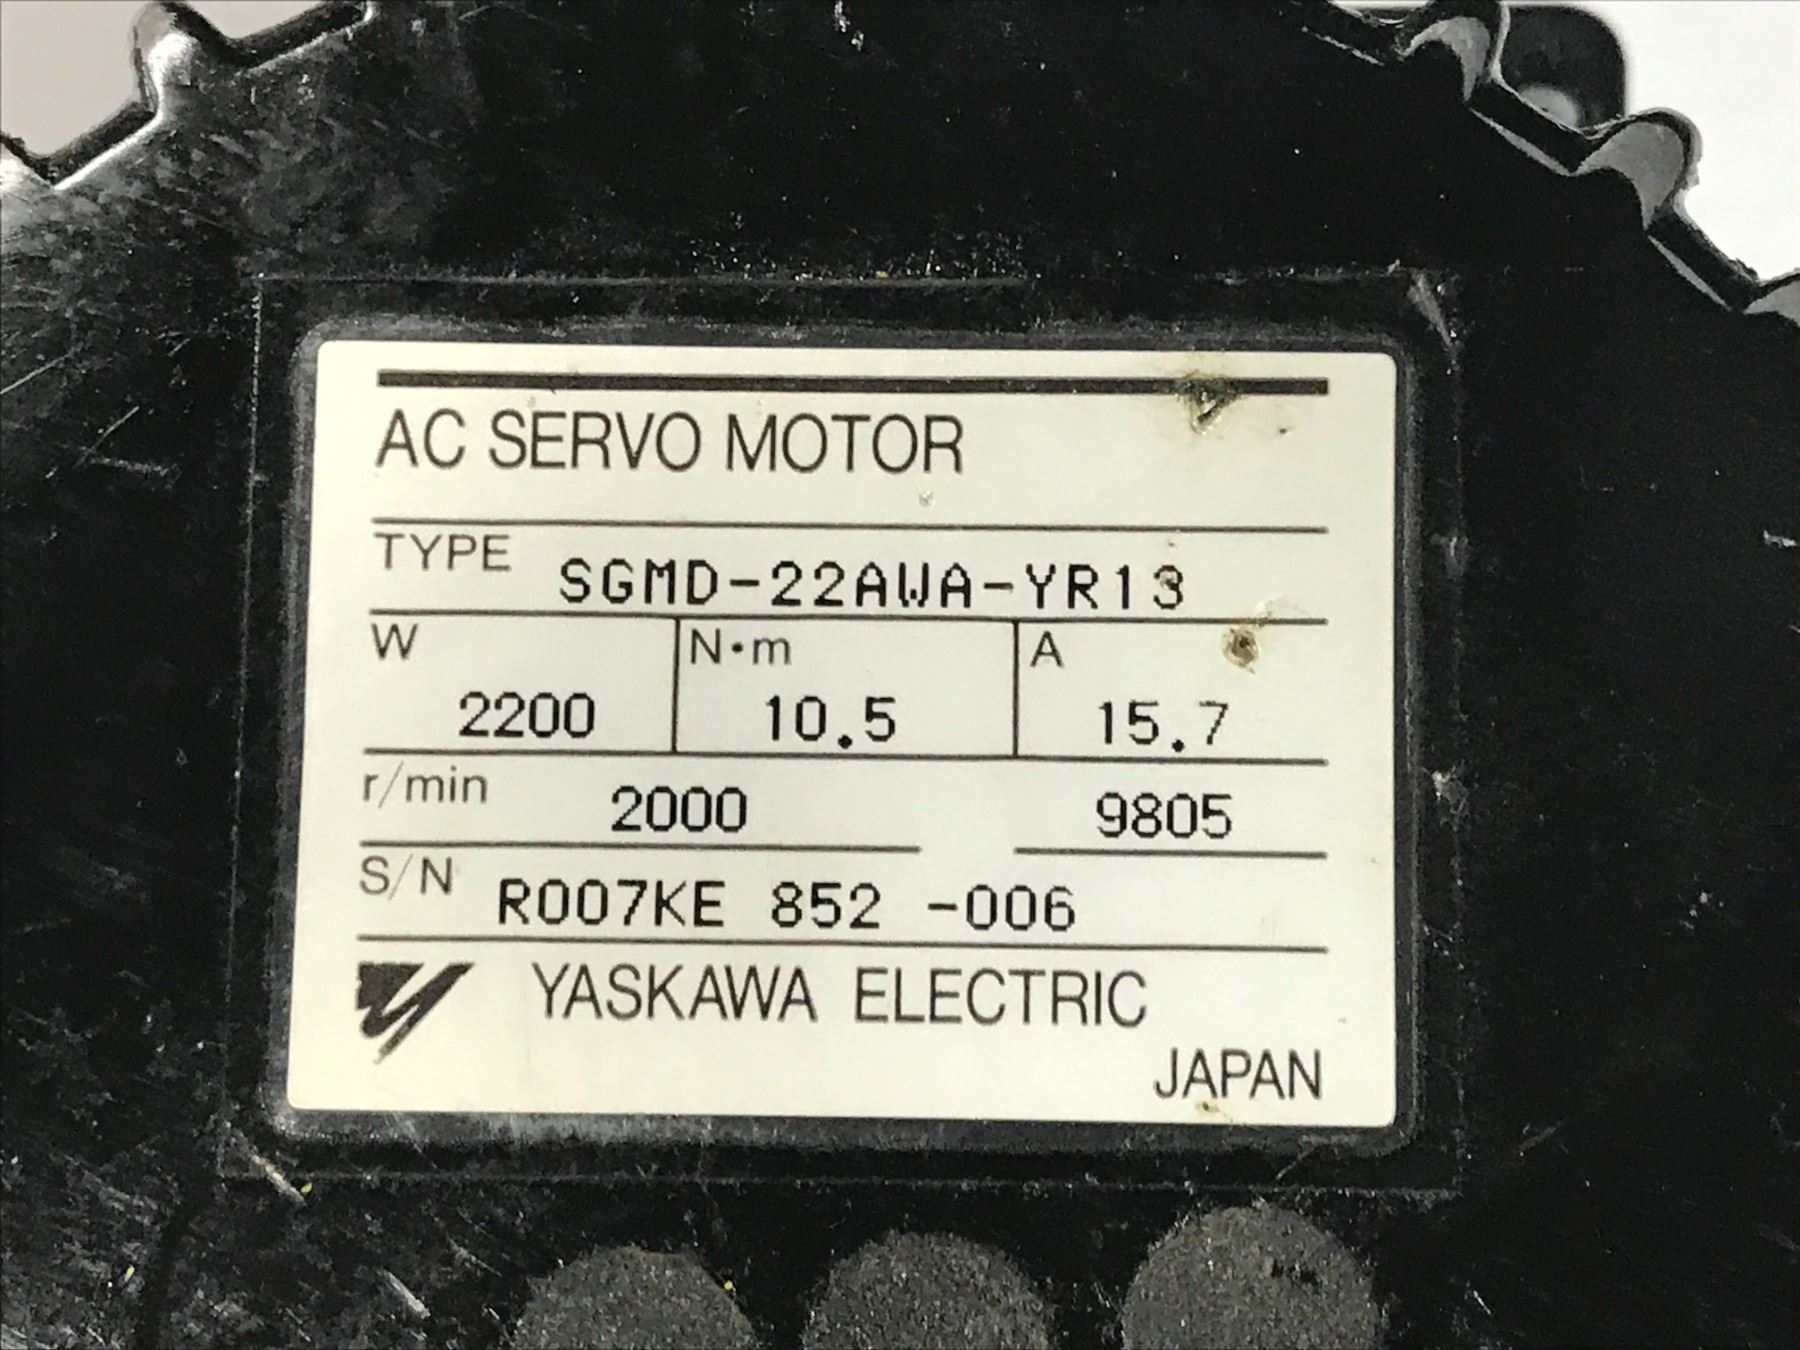 AC SERVO MOTOR
TYPE SGMD-22AWA-YR13
W N·m A
2200 10.5 15.7
r/min 2000 9805
S/N R007KE 852 -006
YASKAWA ELECTRIC
JAPAN